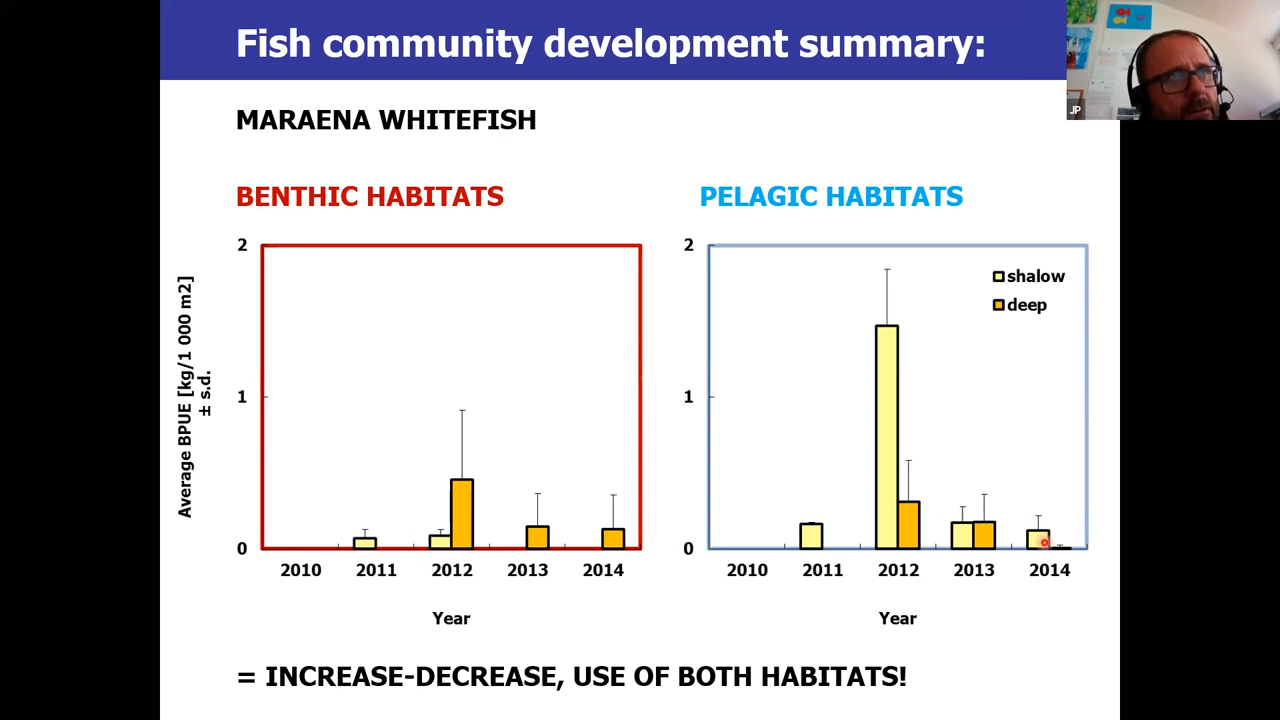 Fish community development summary:
JP
MARAENA WHITEFISH
BENTHIC HABITATS
PELAGIC HABITATS
Average BPUE [kg/1 000 m2]
± s.d.
2
1
0
2010 2011 2012 2013 2014
Year
2
1
0
shalow
deep
2010 2011 2012 2013 2014
Year
= INCREASE-DECREASE, USE OF BOTH HABITATS!